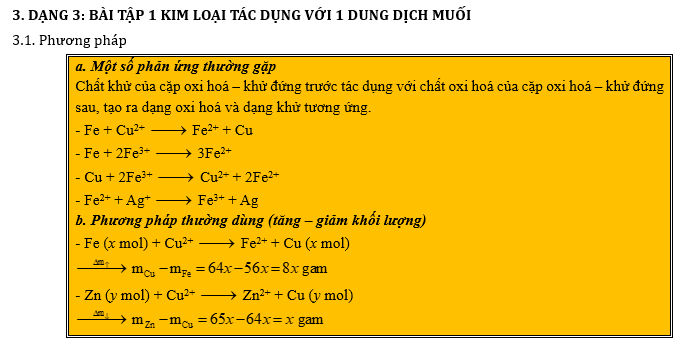 3. DẠNG 3: BÀI TẬP 1 KIM LOẠI TÁC DỤNG VỚI 1 DUNG DỊCH MUỐI
3.1. Phương pháp
a. Một số phản ứng thường gặp
Chất khử của cặp oxi hoá – khử đứng trước tác dụng với chất oxi hoá của cặp oxi hoá – khử đứng
sau, tạo ra dạng oxi hoá và dạng khử tương ứng.
- Fe + Cu²⁺ ⟶ Fe²⁺ + Cu
- Fe + 2Fe³⁺ ⟶ 3Fe²⁺
- Cu + 2Fe³⁺ ⟶ Cu²⁺ + 2Fe²⁺
- Fe²⁺ + Ag⁺ ⟶ Fe³⁺ + Ag
b. Phương pháp thường dùng (tăng – giảm khối lượng)
- Fe (x mol) + Cu²⁺ ⟶ Fe²⁺ + Cu (x mol)
Δm↑ ⟶ m_Cu − m_Fe = 64x−56x=8x gam
- Zn (y mol) + Cu²⁺ ⟶ Zn²⁺ + Cu (y mol)
Δm↓ ⟶ m_Zn − m_Cu = 65x−64x= x gam